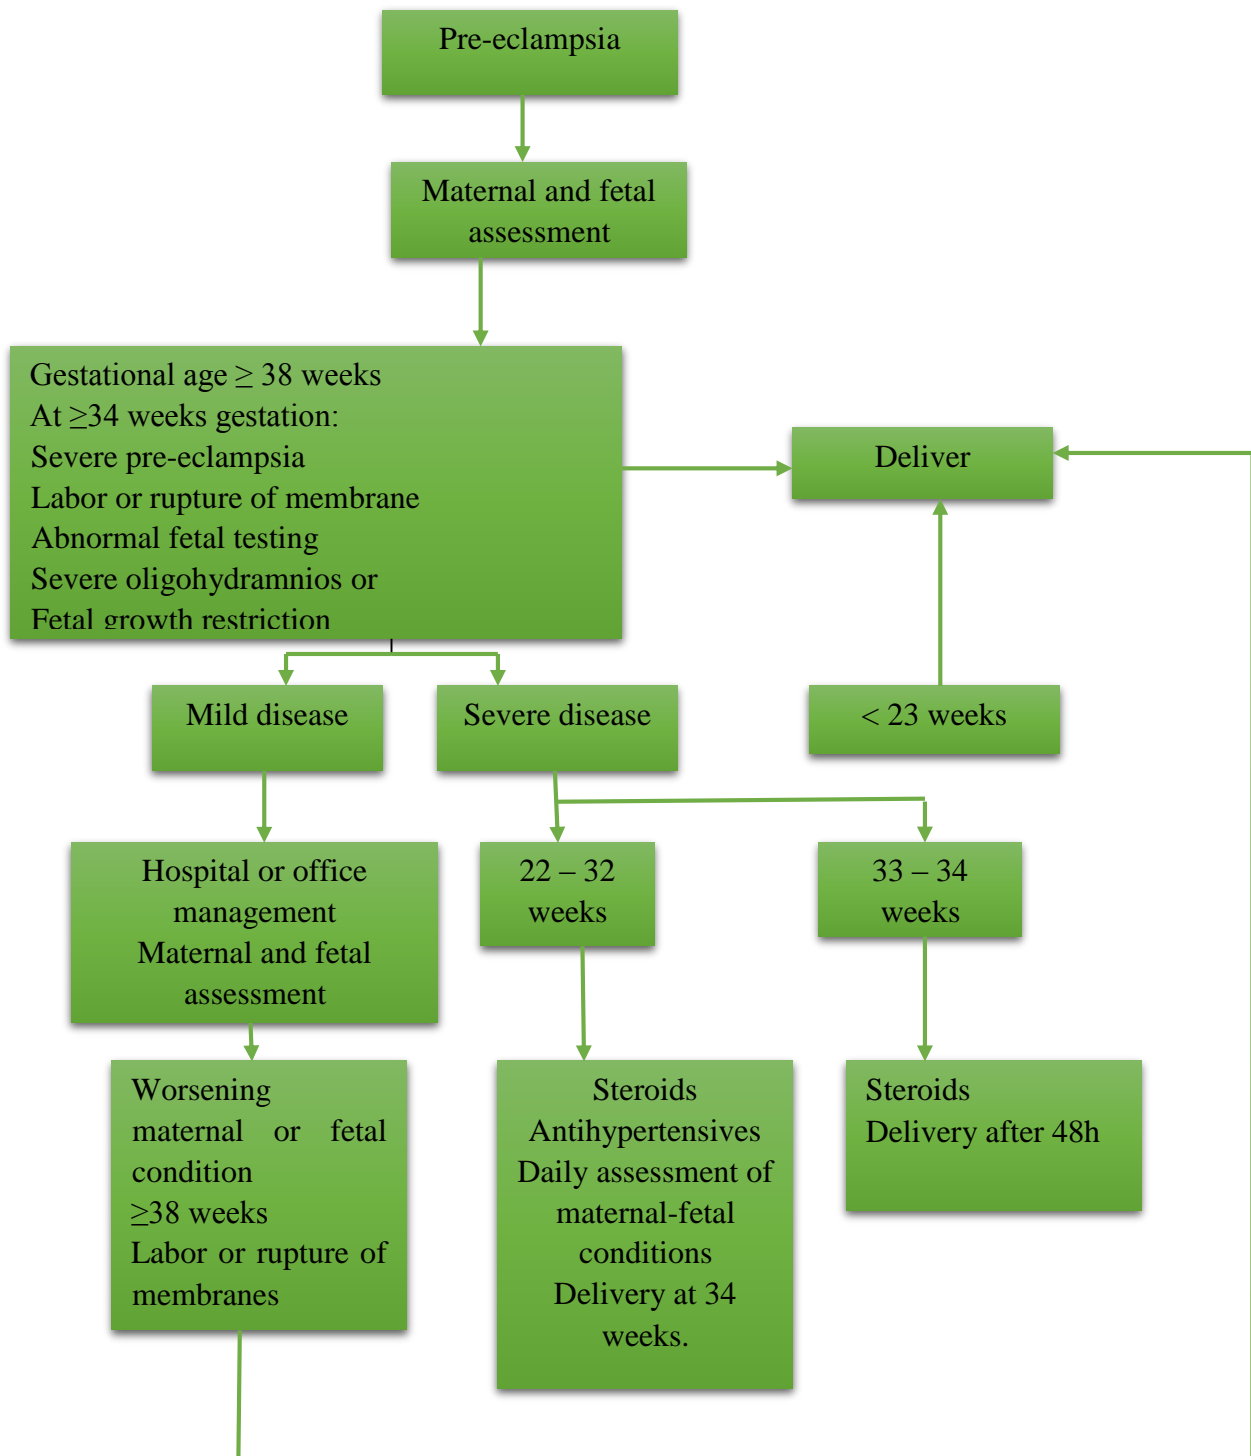 Pre-eclampsia
Maternal and fetal
assessment
Gestational age ≥ 38 weeks
At ≥34 weeks gestation:
Severe pre-eclampsia
Labor or rupture of membrane
Abnormal fetal testing
Severe oligohydramnios or
Fetal growth restriction
Deliver
Mild disease
Severe disease
< 23 weeks
Hospital or office
management
Maternal and fetal
assessment
22 – 32
weeks
33 – 34
weeks
Worsening
maternal or fetal
condition
≥38 weeks
Labor or rupture of
membranes
Steroids
Antihypertensives
Daily assessment of
maternal-fetal
conditions
Delivery at 34
weeks.
Steroids
Delivery after 48h